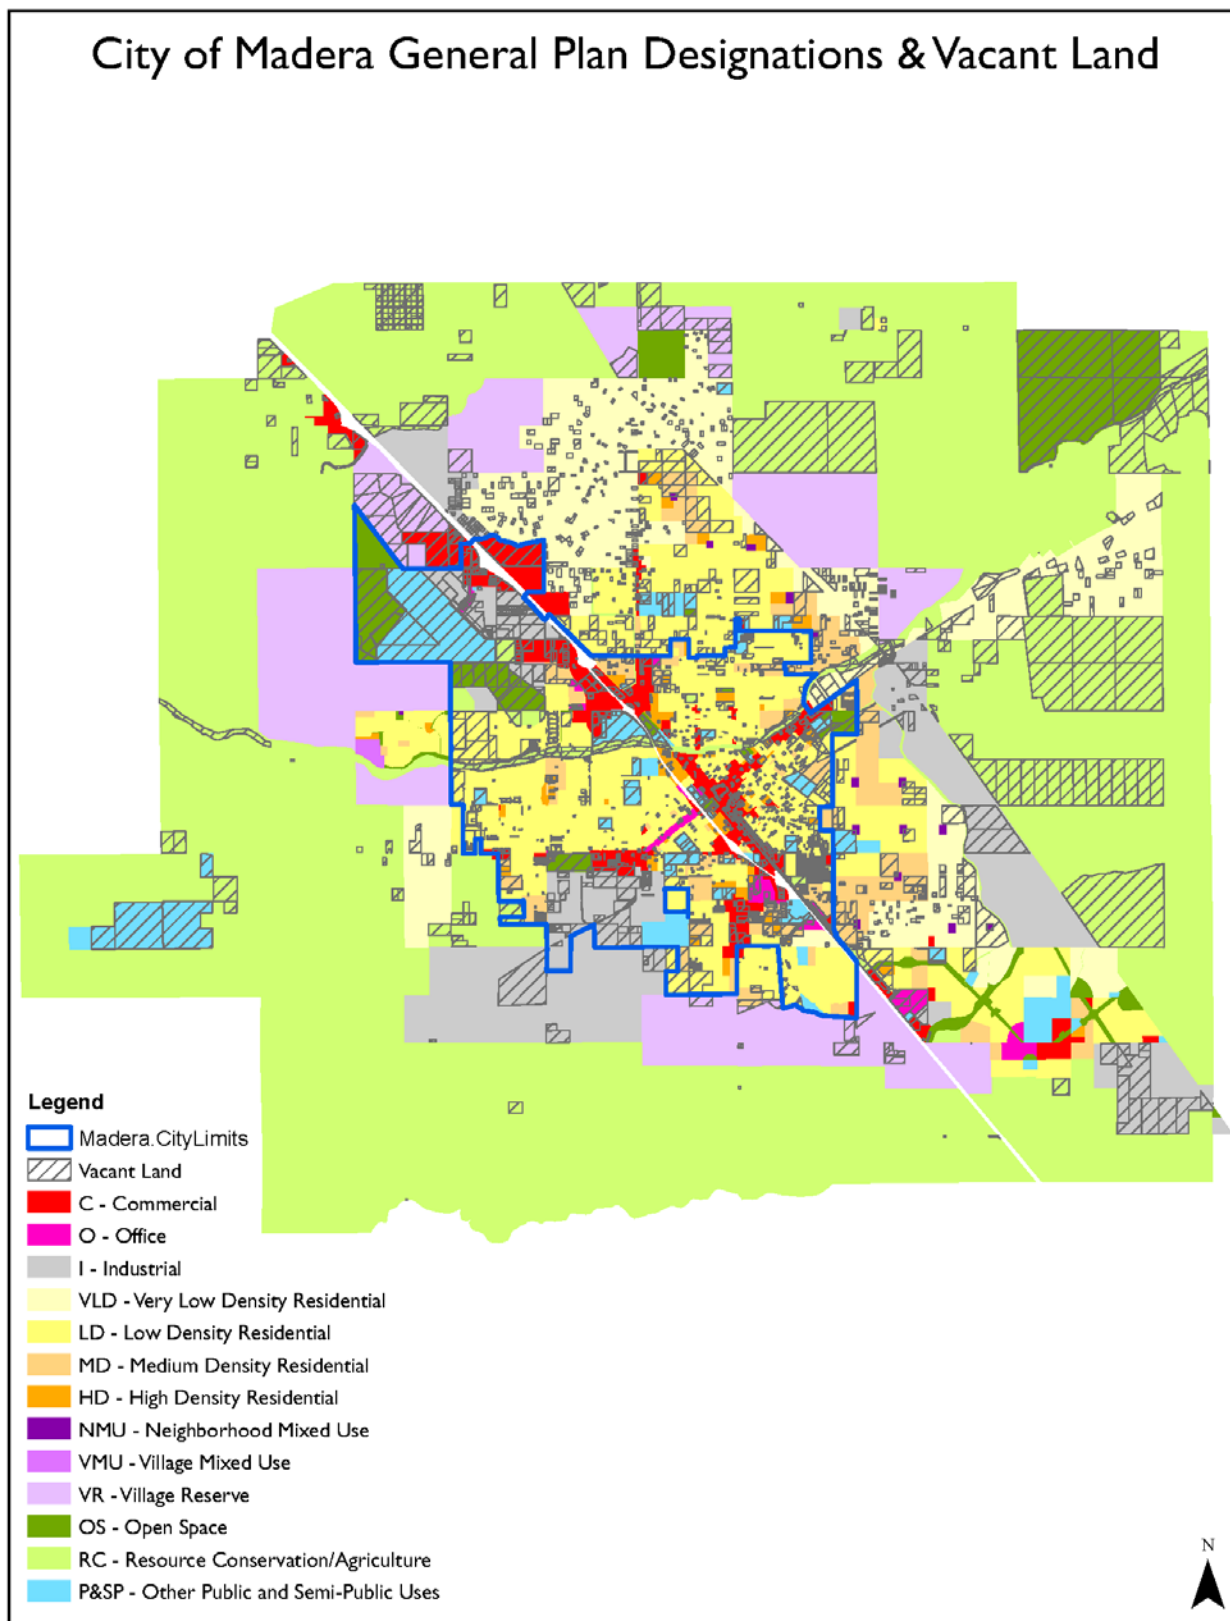 City of Madera General Plan Designations & Vacant Land
Legend
Madera.CityLimits
Vacant Land
C - Commercial
O - Office
I - Industrial
VLD - Very Low Density Residential
LD - Low Density Residential
MD - Medium Density Residential
HD - High Density Residential
NMU - Neighborhood Mixed Use
VMU - Village Mixed Use
VR - Village Reserve
OS - Open Space
RC - Resource Conservation/Agriculture
P&SP - Other Public and Semi-Public Uses
N